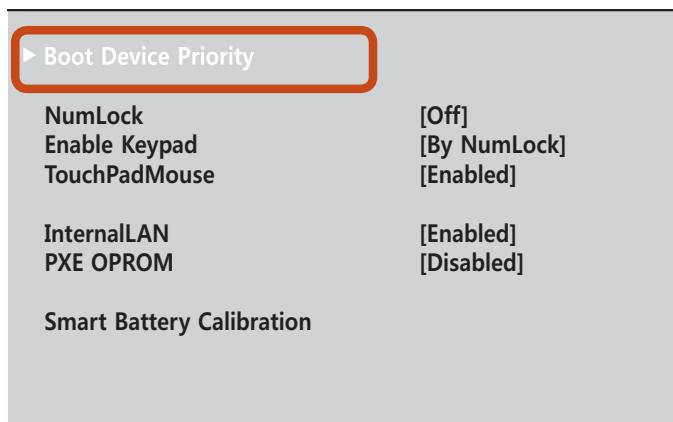 ▶ Boot Device Priority
NumLock [Off]
Enable Keypad [By NumLock]
TouchPadMouse [Enabled]
InternalLAN [Enabled]
PXE OPROM [Disabled]
Smart Battery Calibration